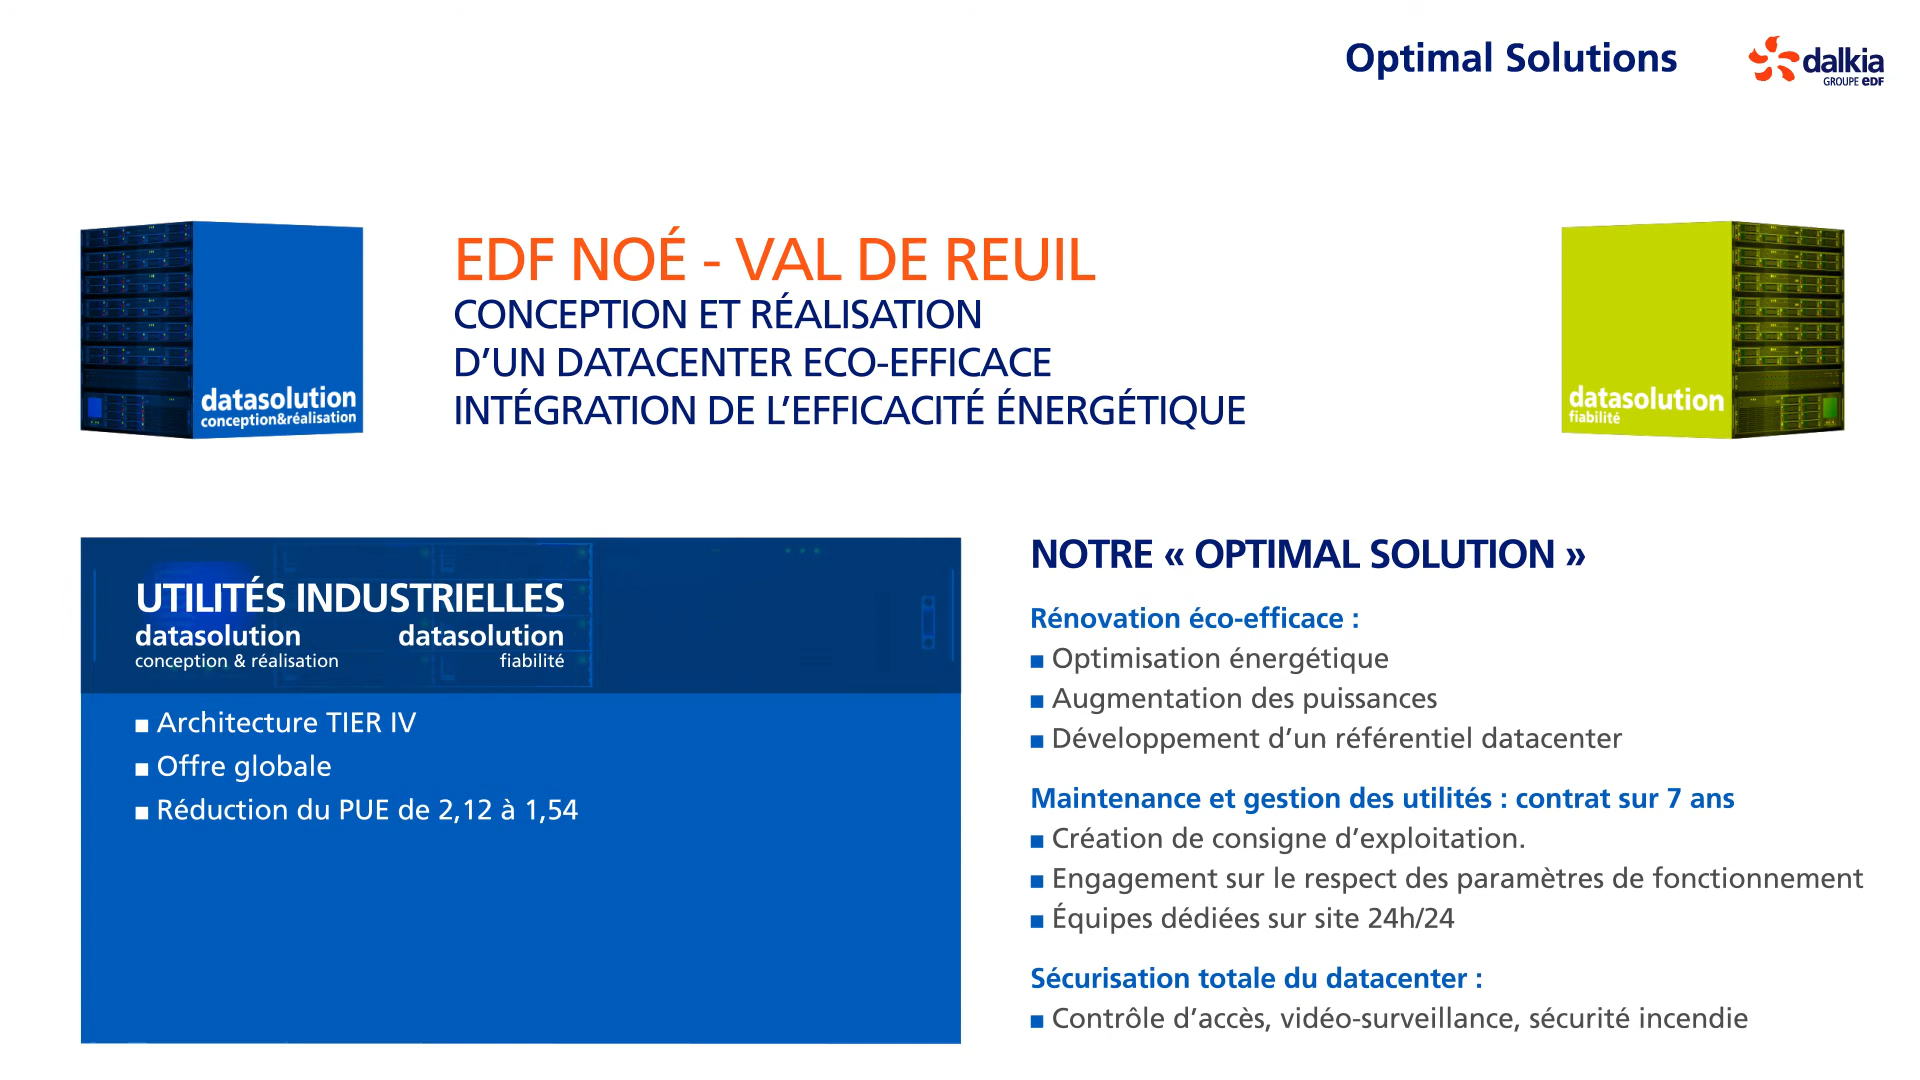 Optimal Solutions
dalkia
GROUPE EDF
EDF NOÉ - VAL DE REUIL
CONCEPTION ET RÉALISATION
D’UN DATACENTER ECO-EFFICACE
INTÉGRATION DE L’EFFICACITÉ ÉNERGÉTIQUE
datasolution
conception&réalisation
datasolution
fiabilité
UTILITÉS INDUSTRIELLES
datasolution datasolution
conception & réalisation fiabilité
■ Architecture TIER IV
■ Offre globale
■ Réduction du PUE de 2,12 à 1,54
NOTRE « OPTIMAL SOLUTION »
Rénovation éco-efficace :
■ Optimisation énergétique
■ Augmentation des puissances
■ Développement d’un référentiel datacenter
Maintenance et gestion des utilités : contrat sur 7 ans
■ Création de consigne d’exploitation.
■ Engagement sur le respect des paramètres de fonctionnement
■ Équipes dédiées sur site 24h/24
Sécurisation totale du datacenter :
■ Contrôle d’accès, vidéo-surveillance, sécurité incendie